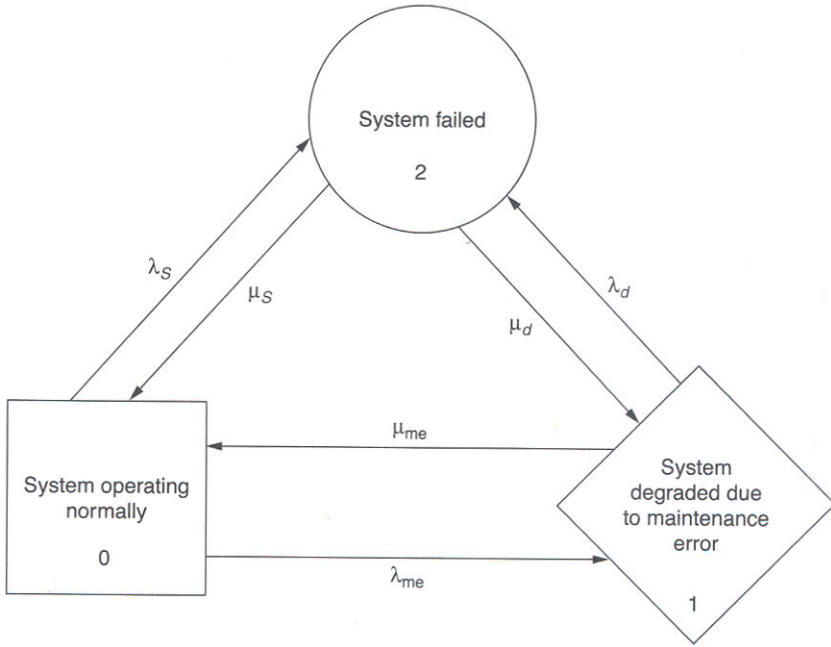 System failed
2
λS
μS
λd
μd
μme
System operating
normally
0
λme
System
degraded due
to maintenance
error
1